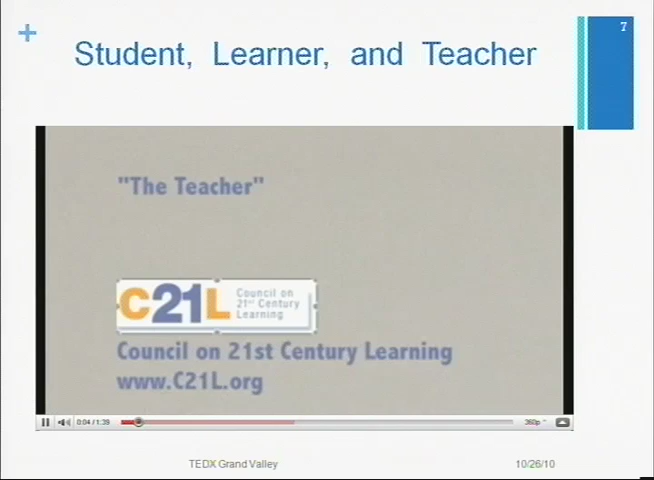 +
7
Student, Learner, and Teacher
"The Teacher"
C21L
Council on
21st Century
Learning
Council on 21st Century Learning
www.C21L.org
0:04 / 1:39
360p
TEDX Grand Valley
10/26/10